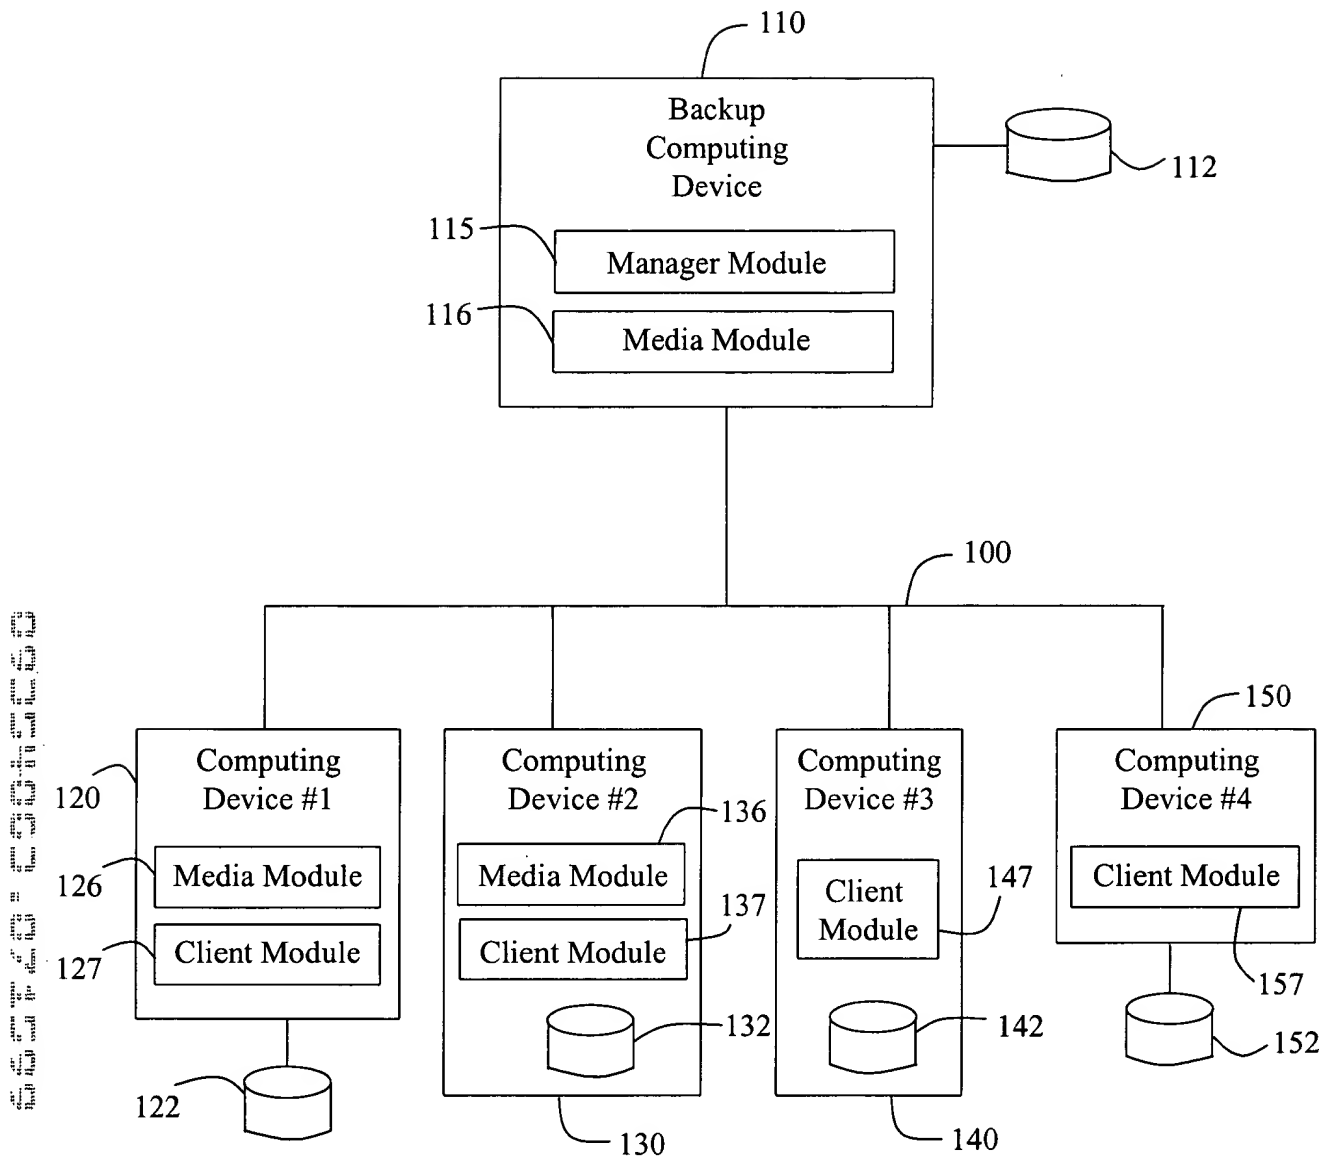 110
Backup
Computing
Device
112
115
Manager Module
116
Media Module
100
150
Computing
Device #1
Computing
Device #2
Computing
Device #3
Computing
Device #4
120
136
126
Media Module
Media Module
137
Client
Module
147
Client Module
127
Client Module
Client Module
157
132
142
152
122
130
140